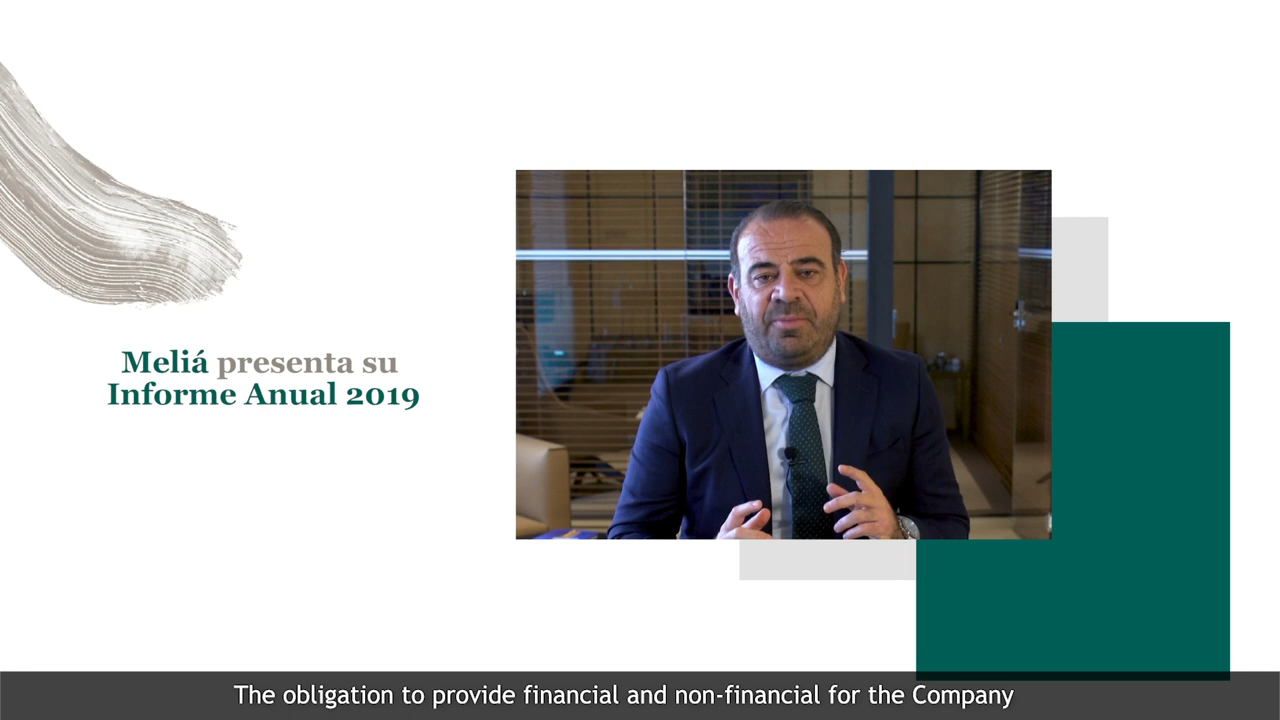 Meliá presenta su
Informe Anual 2019
The obligation to provide financial and non-financial for the Company